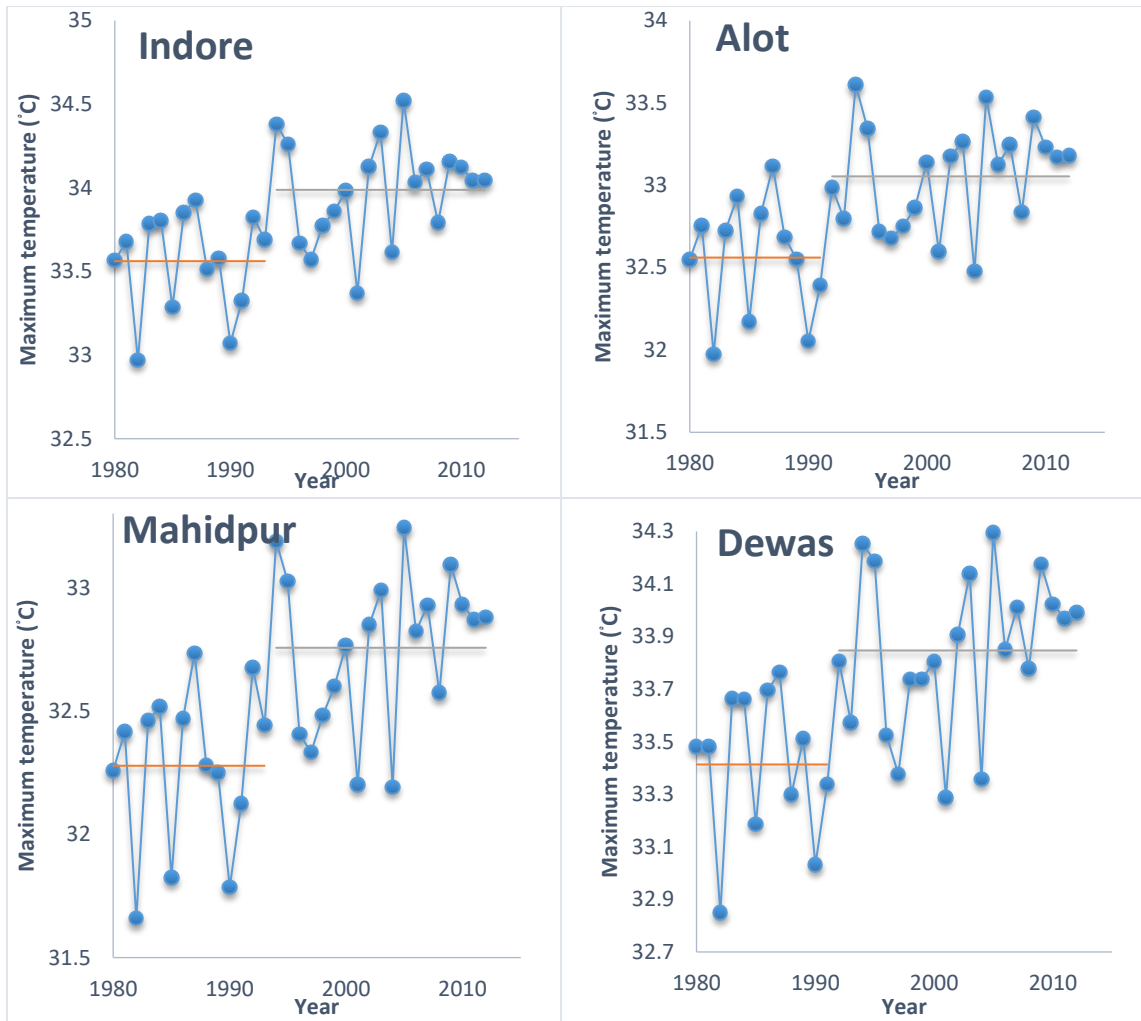 Indore
Maximum temperature (˚C)
35
34.5
34
33.5
33
32.5
1980 1990 2000 2010
Year
Alot
Maximum temperature (˚C)
34
33.5
33
32.5
32
31.5
1980 1990 2000 2010
Year
Mahidpur
Maximum temperature (˚C)
33
32.5
32
31.5
1980 1990 2000 2010
Year
Dewas
Maximum temperature (˚C)
34.3
34.1
33.9
33.7
33.5
33.3
33.1
32.9
32.7
1980 1990 2000 2010
Year